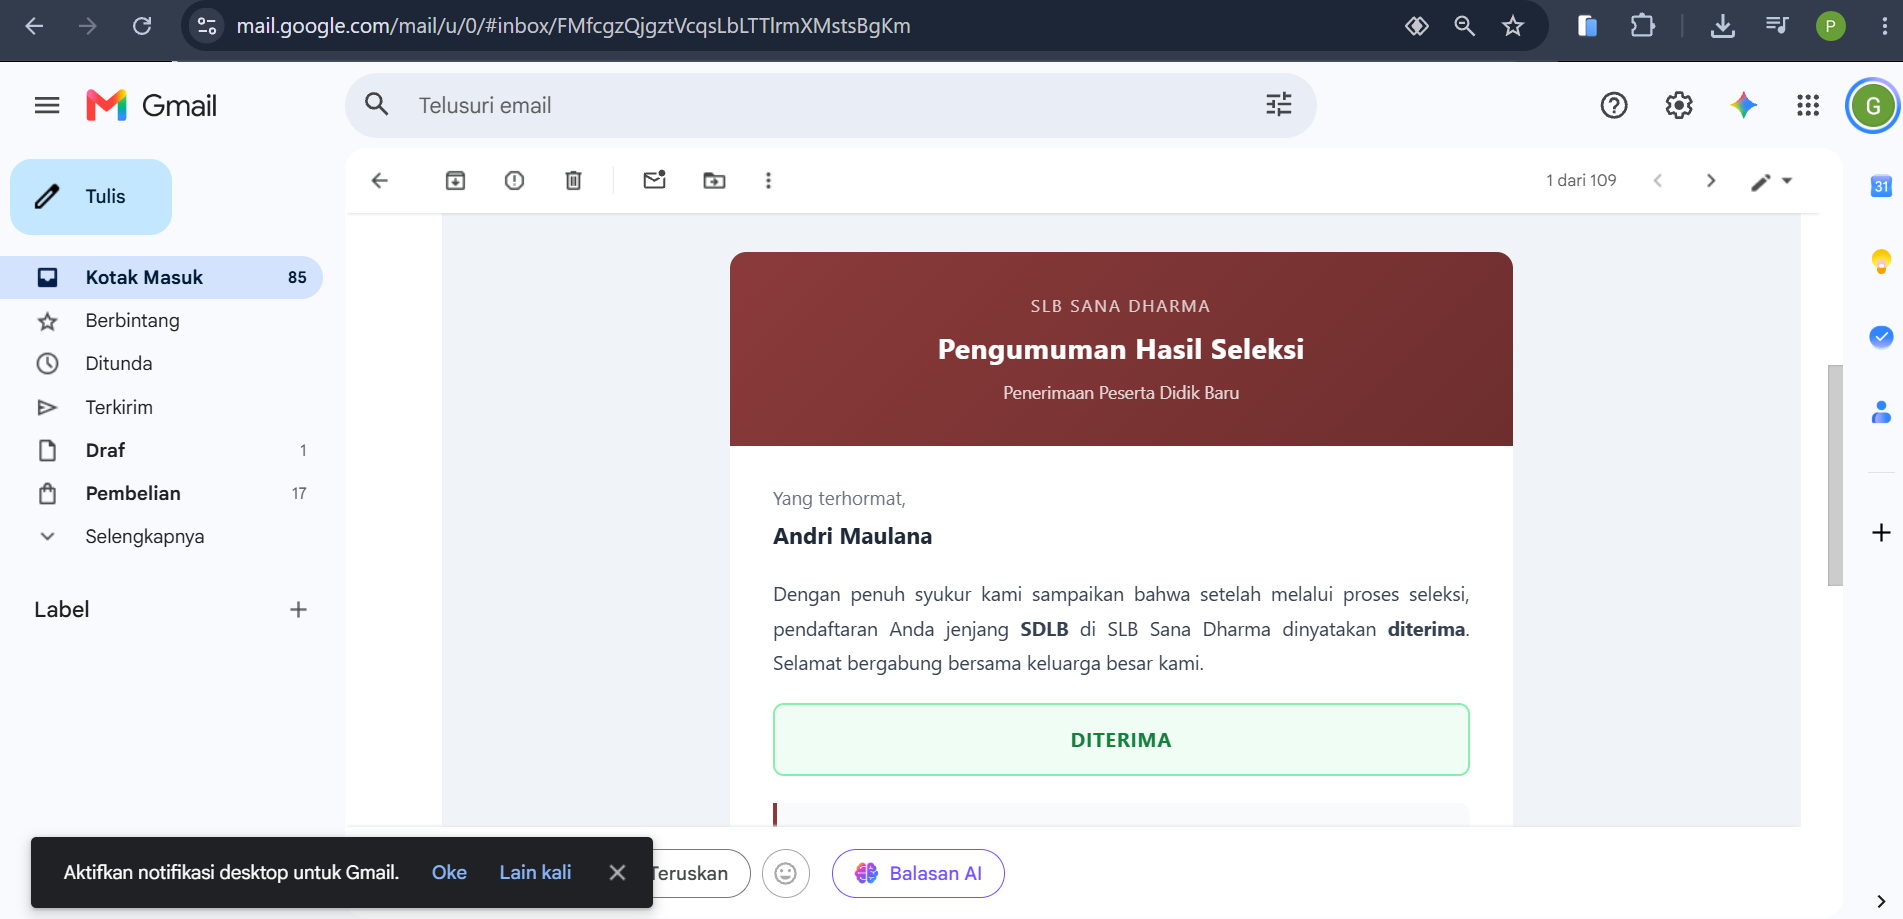 mail.google.com/mail/u/0/#inbox/FMfcgzQJgztVcqsLbLTTlrmXMstsBgKm
P
Gmail
Telusuri email
G
Tulis
1 dari 109
31
Kotak Masuk 85
Berbintang
Ditunda
Terkirim
Draf 1
Pembelian 17
Selengkapnya
Label
SLB SANA DHARMA
Pengumuman Hasil Seleksi
Penerimaan Peserta Didik Baru
Yang terhormat,
Andri Maulana
Dengan penuh syukur kami sampaikan bahwa setelah melalui proses seleksi,
pendaftaran Anda jenjang SDLB di SLB Sana Dharma dinyatakan diterima.
Selamat bergabung bersama keluarga besar kami.
DITERIMA
Aktifkan notifikasi desktop untuk Gmail. Oke Lain kali
Teruskan
Balasan AI